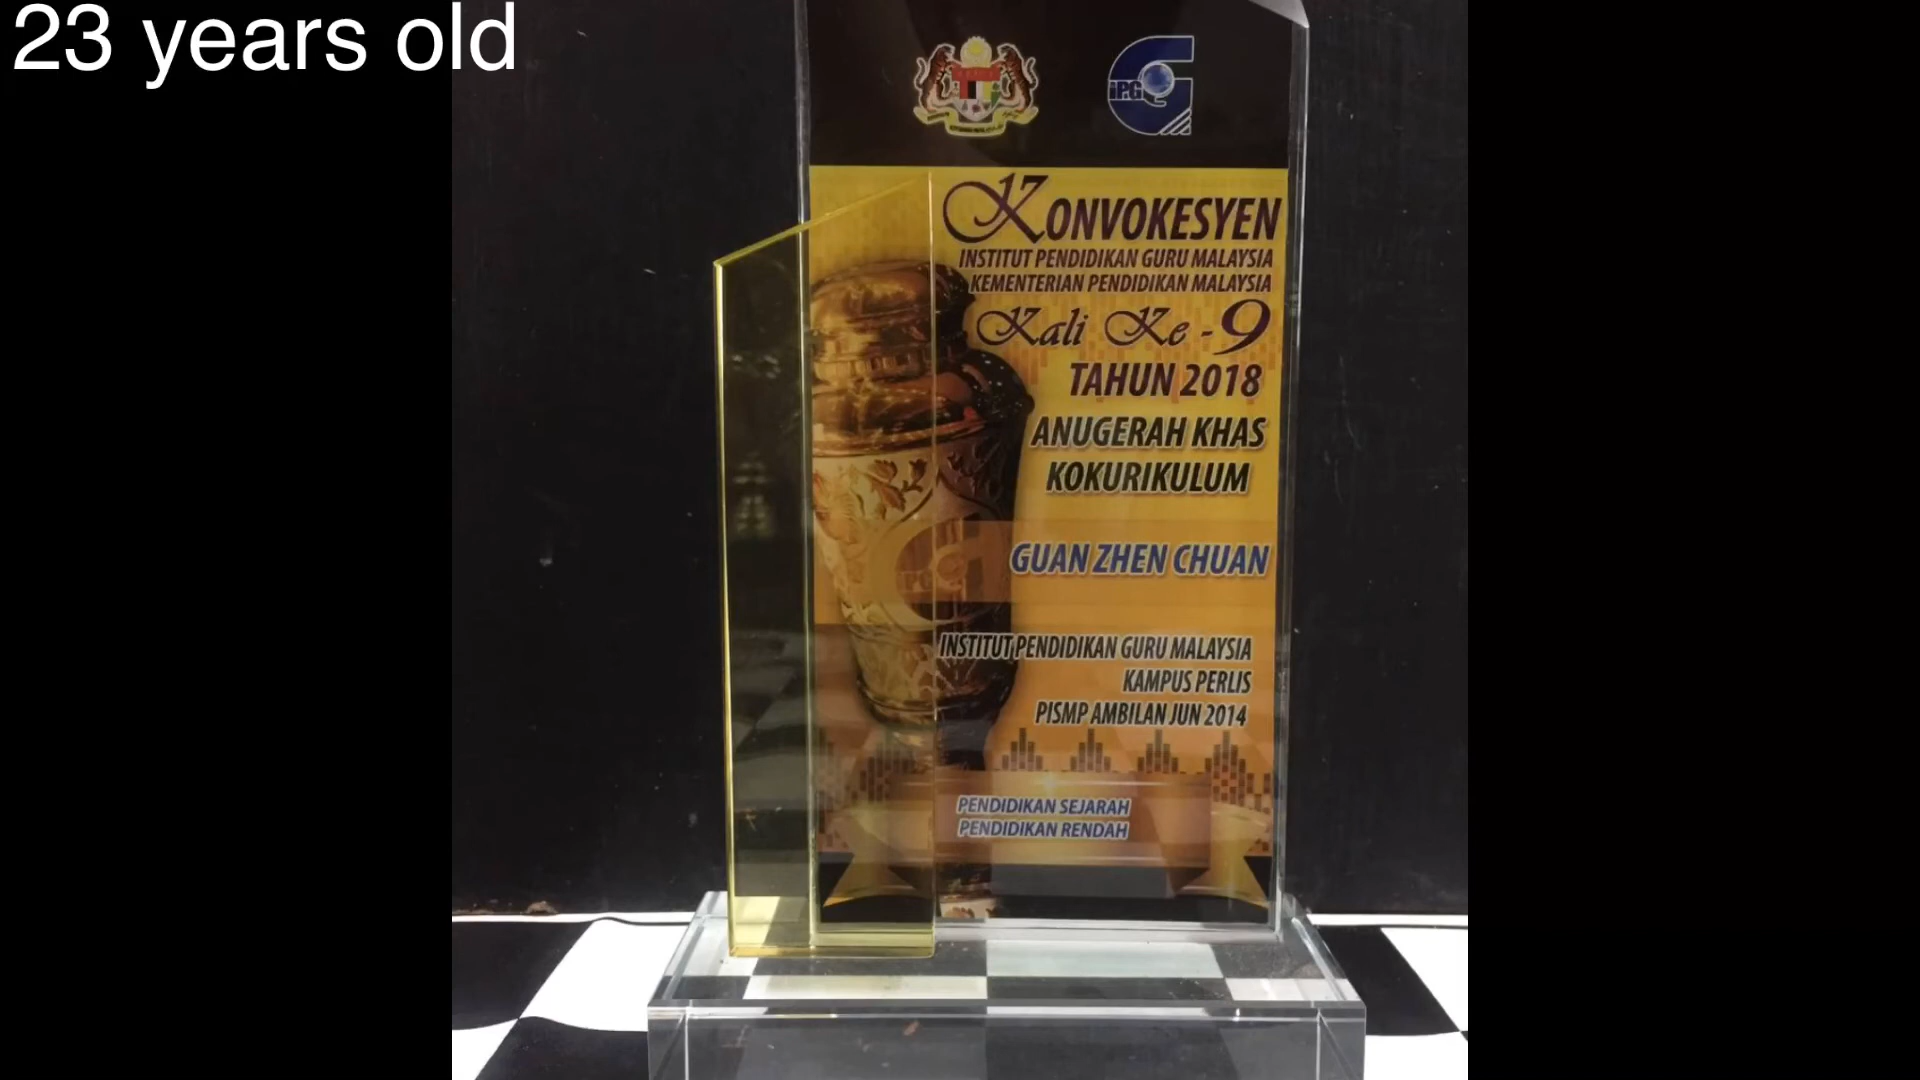 23 years old
iPG
KONVOKESYEN
INSTITUT PENDIDIKAN GURU MALAYSIA
KEMENTERIAN PENDIDIKAN MALAYSIA
Kali Ke - 9
TAHUN 2018
ANUGERAH KHAS
KOKURIKULUM
GUAN ZHEN CHUAN
INSTITUT PENDIDIKAN GURU MALAYSIA
KAMPUS PERLIS
PISMP AMBILAN JUN 2014
PENDIDIKAN SEJARAH
PENDIDIKAN RENDAH